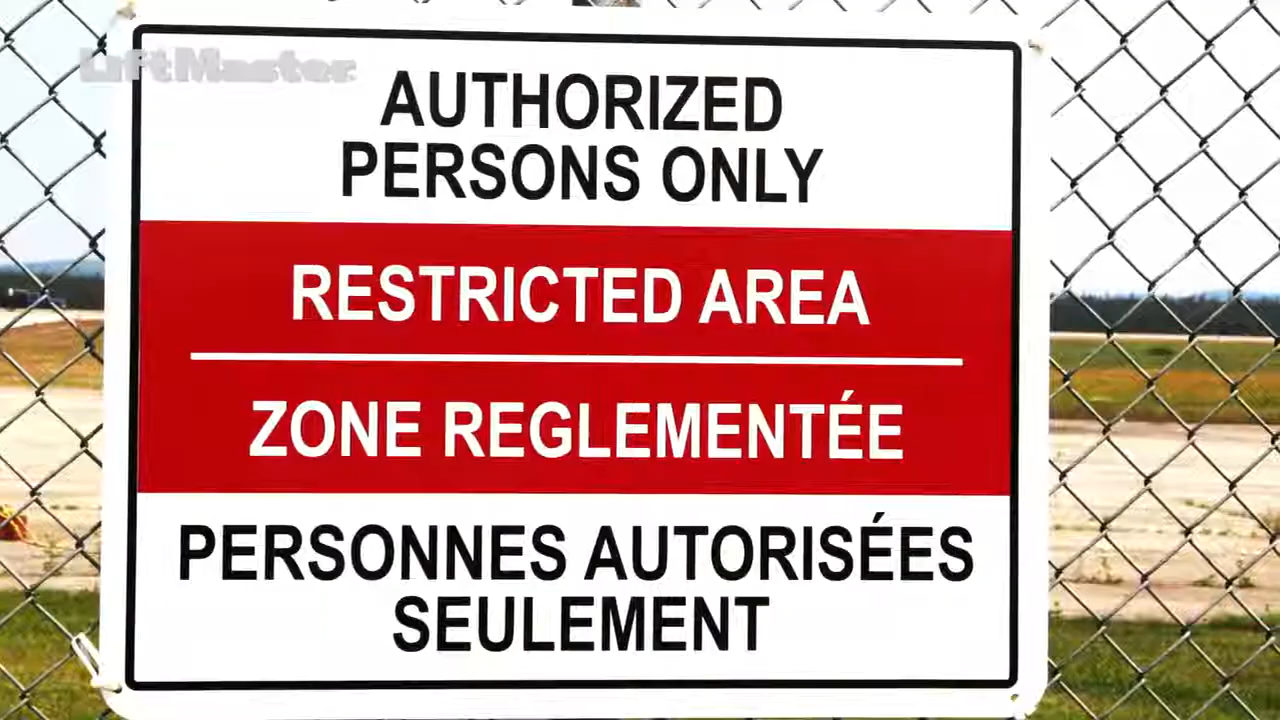 LiftMaster
AUTHORIZED
PERSONS ONLY
RESTRICTED AREA
ZONE REGLEMENTÉE
PERSONNES AUTORISÉES
SEULEMENT